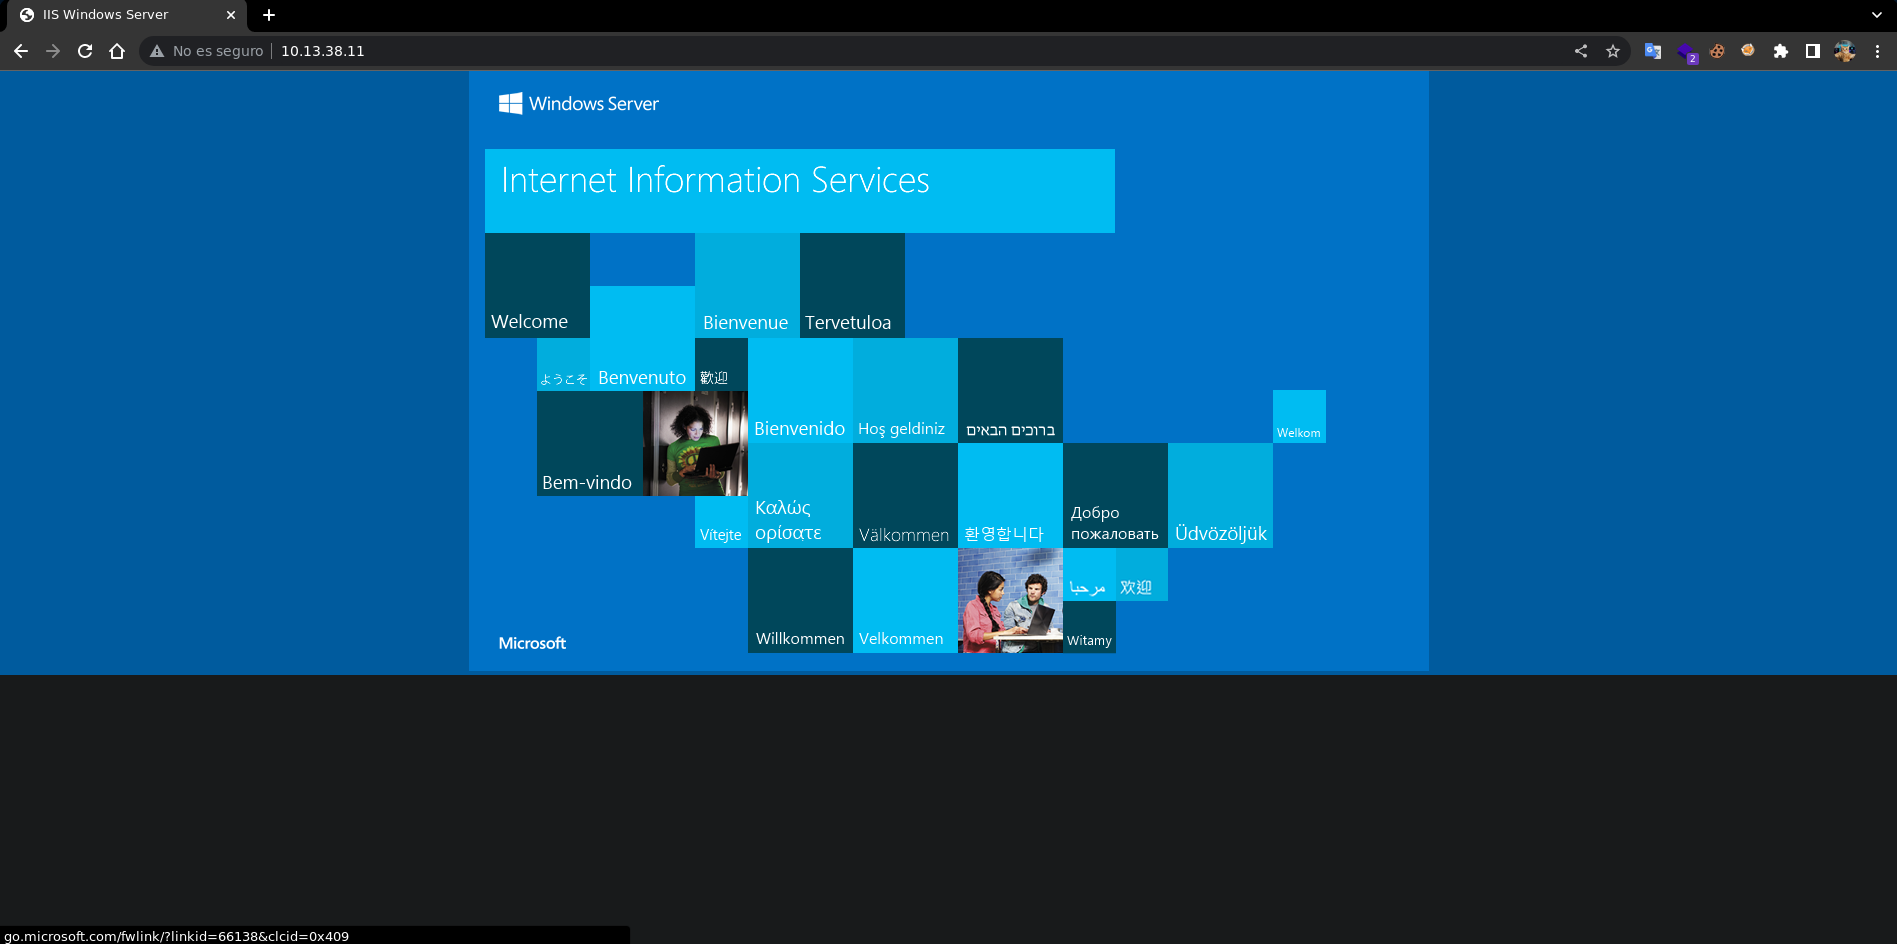 IIS Windows Server
No es seguro
10.13.38.11
2
Windows Server
Internet Information Services
Welcome
Bienvenue
Tervetuloa
ようこそ
Benvenuto
歡迎
Bienvenido
Hoş geldiniz
ברוכים הבאים
Welkom
Bem-vindo
Vítejte
Καλώς
ορίσατε
Välkommen
환영합니다
Добро
пожаловать
Üdvözöljük
مرحبا
欢迎
Microsoft
Willkommen
Velkommen
Witamy
go.microsoft.com/fwlink/?linkid=66138&clcid=0x409